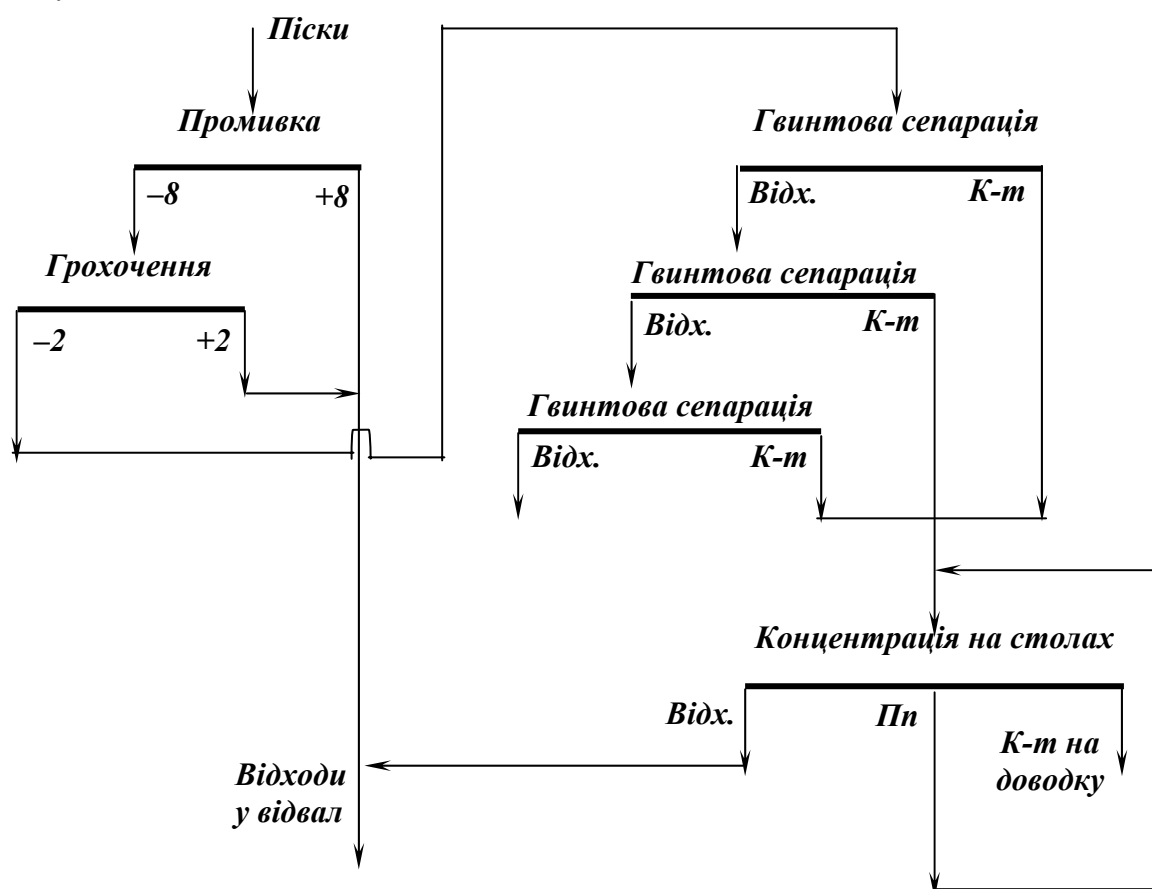 Піски
Промивка
Гвинтова сепарація
–8 +8
Відх. К-т
Грохочення
Гвинтова сепарація
–2 +2
Відх. К-т
Гвинтова сепарація
Відх. К-т
Концентрація на столах
Відх. Пп
К-т на
доводку
Відходи
у відвал